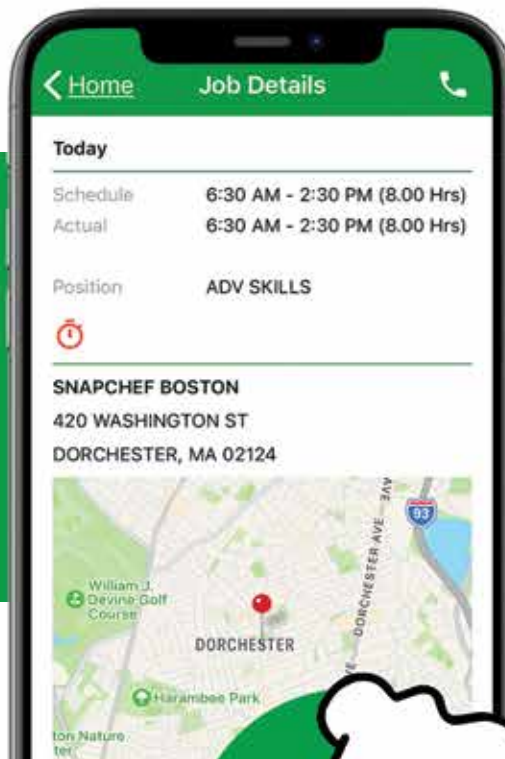 Home
Job Details
Today
Schedule 6:30 AM - 2:30 PM (8.00 Hrs)
Actual 6:30 AM - 2:30 PM (8.00 Hrs)
Position ADV SKILLS
SNAPCHEF BOSTON
420 WASHINGTON ST
DORCHESTER, MA 02124
AVE
93
DORCHESTER AVE
William J.
Devine Golf
Course
DORCHESTER
Harambee Park
ton Nature
ter